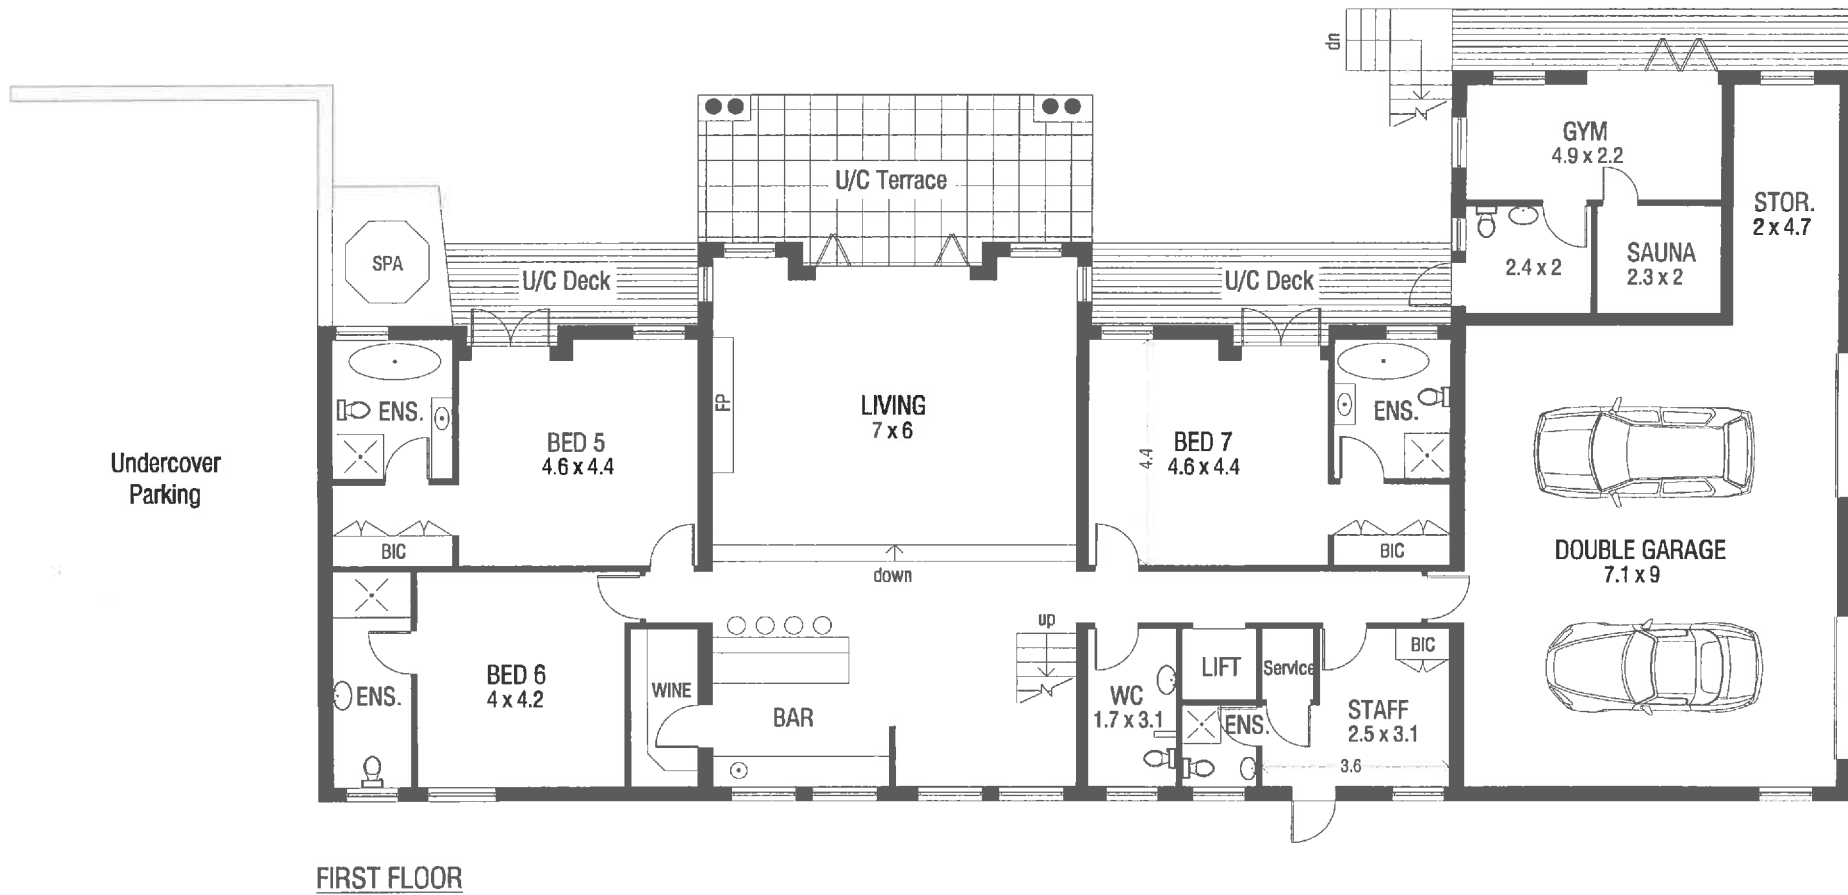 dn
GYM
4.9 x 2.2
U/C Terrace
STOR.
2 x 4.7
SPA
U/C Deck
U/C Deck
2.4 x 2
SAUNA
2.3 x 2
FP
LIVING
7 x 6
ENS.
BED 5
4.6 x 4.4
4.4
BED 7
4.6 x 4.4
ENS.
Undercover
Parking
BIC
BIC
down
DOUBLE GARAGE
7.1 x 9
up
BED 6
4 x 4.2
ENS.
WINE
BAR
WC
1.7 x 3.1
LIFT
Service
BIC
ENS.
STAFF
2.5 x 3.1
3.6
FIRST FLOOR